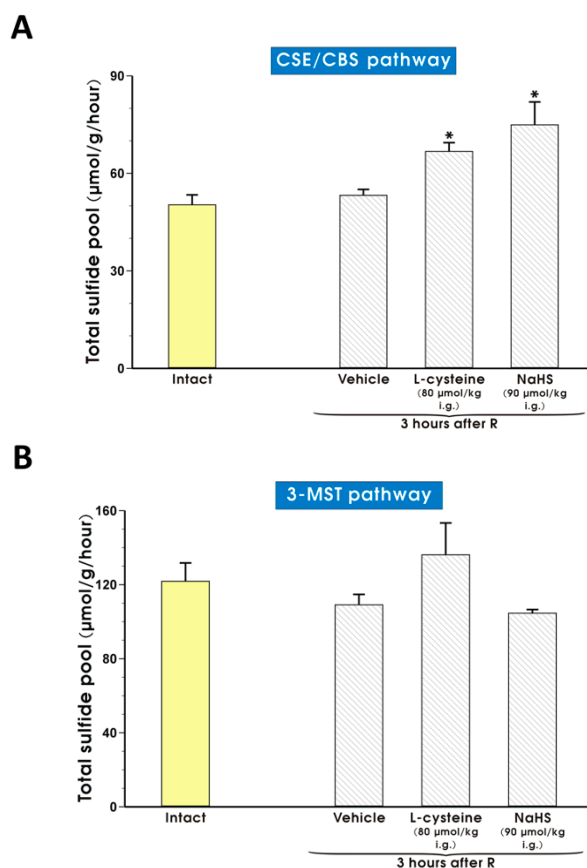 A
CSE/CBS pathway
Total sulfide pool (μmol/g/hour)
90
60
30
0
*
*
Intact
Vehicle
L-cysteine
(80 μmol/kg
i.g.)
NaHS
(90 μmol/kg
i.g.)
3 hours after R
B
3-MST pathway
Total sulfide pool (μmol/g/hour)
160
120
80
40
0
Intact
Vehicle
L-cysteine
(80 μmol/kg
i.g.)
NaHS
(90 μmol/kg
i.g.)
3 hours after R